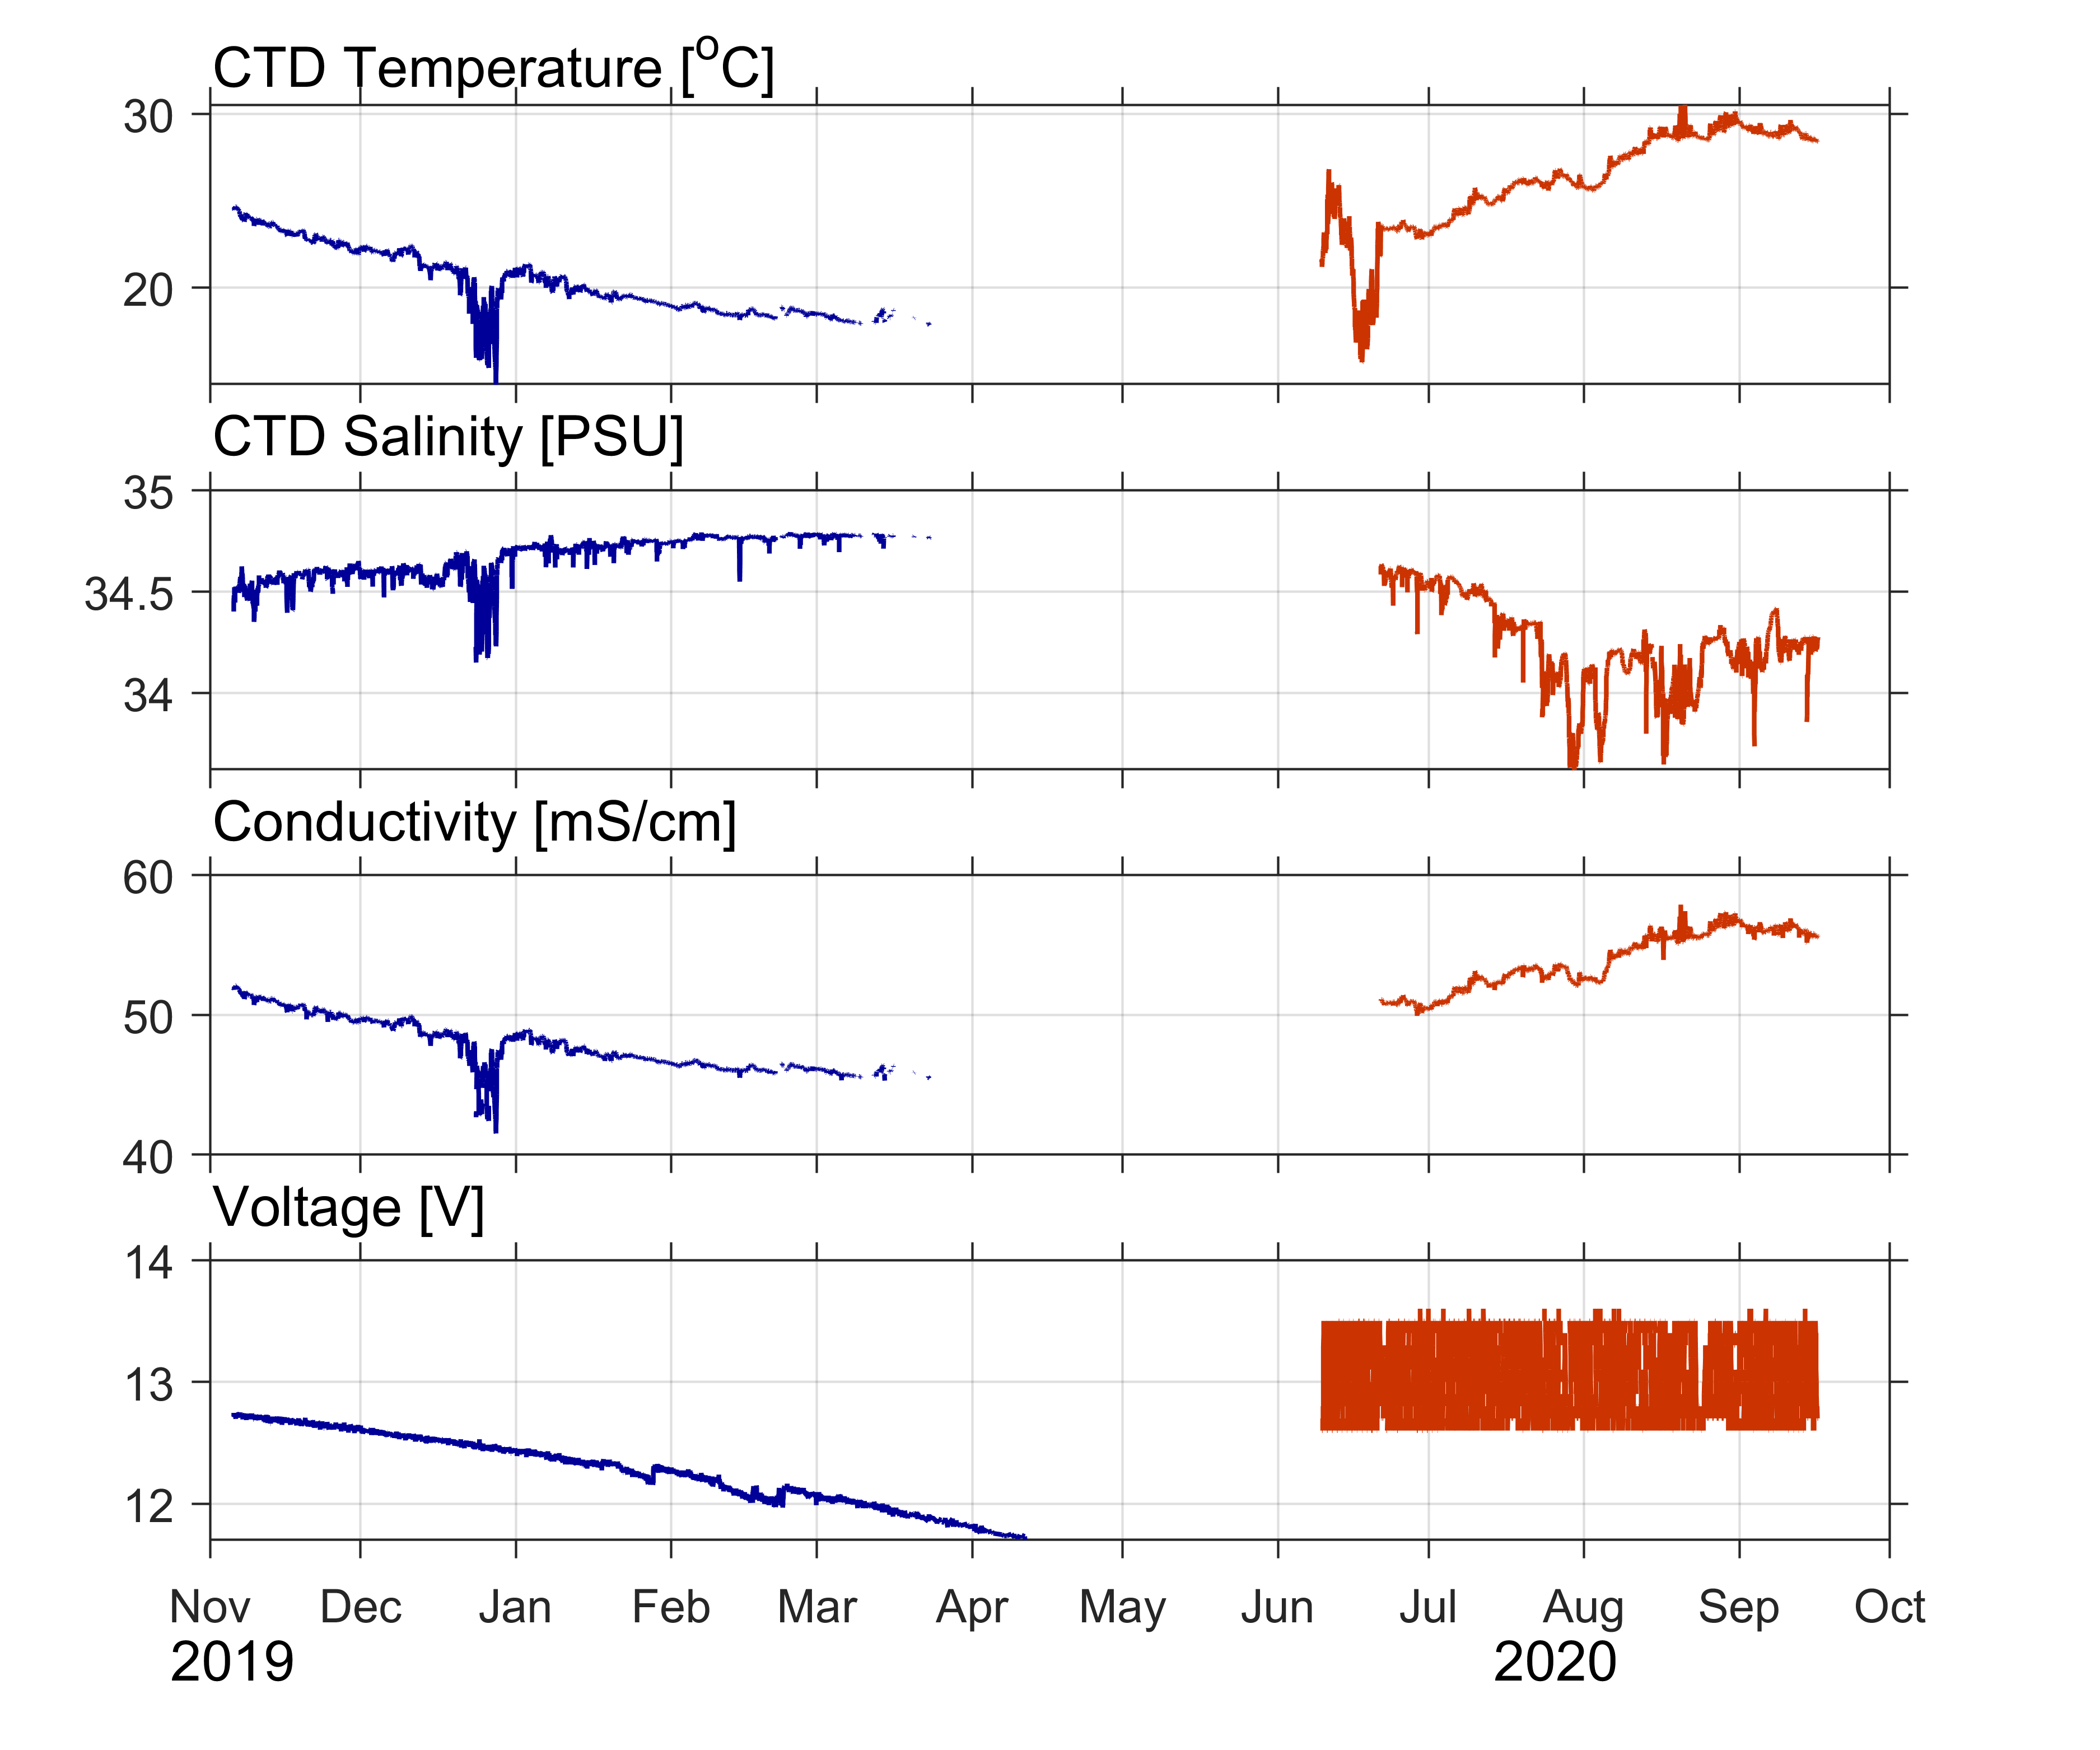 CTD Temperature [°C]
30
20
CTD Salinity [PSU]
35
34.5
34
Conductivity [mS/cm]
60
50
40
Voltage [V]
14
13
12
Nov Dec Jan Feb Mar Apr May Jun Jul Aug Sep Oct
2019 2020